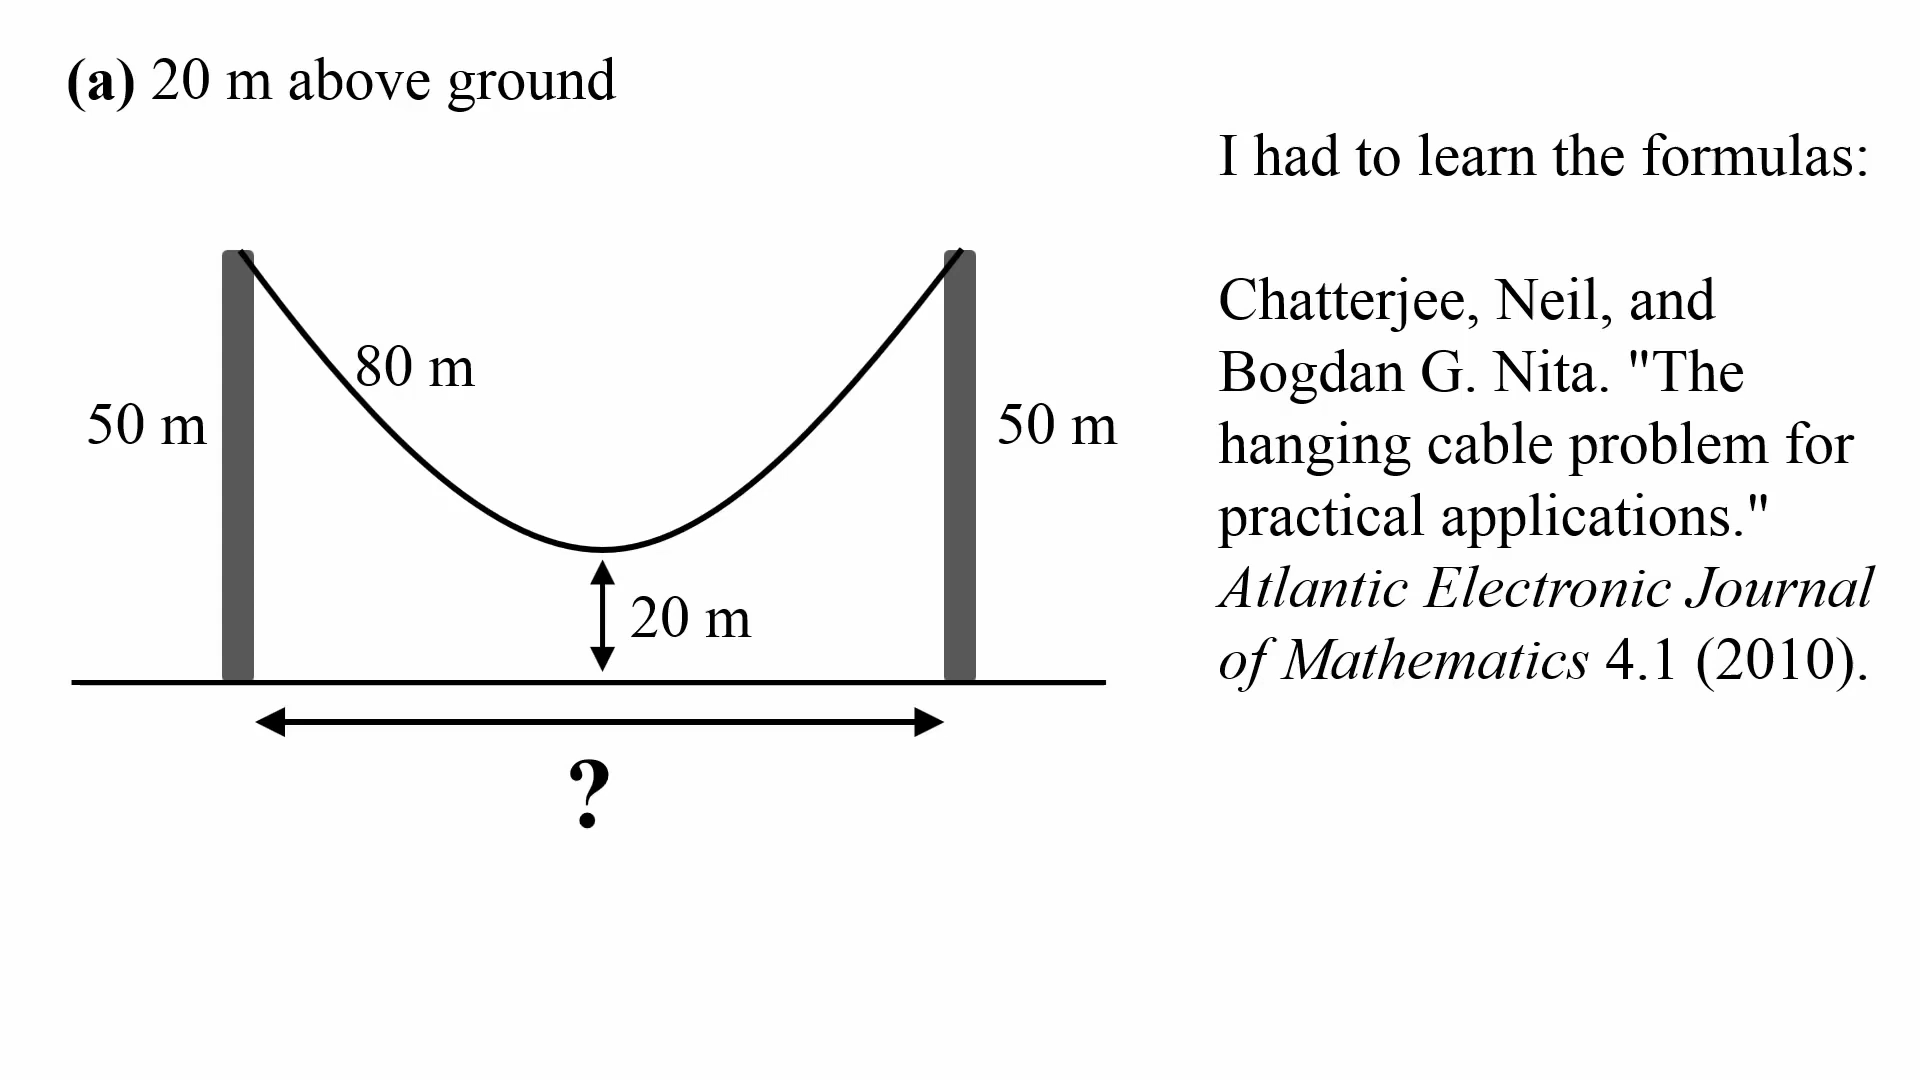 (a) 20 m above ground
I had to learn the formulas:
Chatterjee, Neil, and
Bogdan G. Nita. "The
hanging cable problem for
practical applications."
Atlantic Electronic Journal
of Mathematics 4.1 (2010).
80 m
50 m
50 m
20 m
?